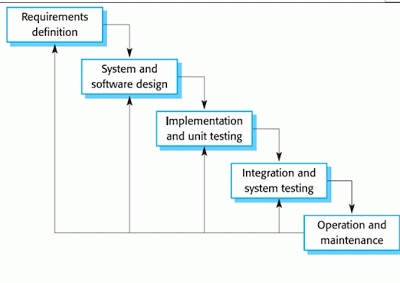 Requirements
definition
System and
software design
Implementation
and unit testing
Integration and
system testing
Operation and
maintenance